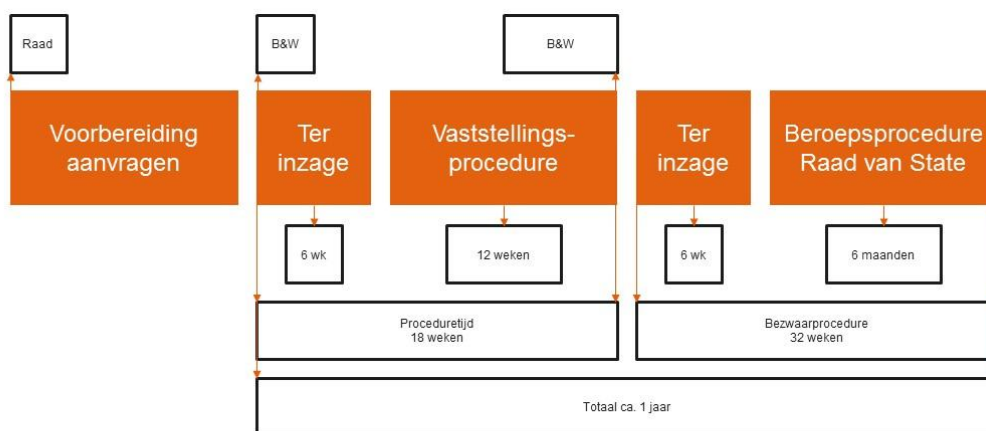 Raad
B&W
B&W
Voorbereiding
aanvragen
Ter
inzage
Vaststellings-
procedure
Ter
inzage
Beroepsprocedure
Raad van State
6 wk
12 weken
6 wk
6 maanden
Proceduretijd
18 weken
Bezwaarprocedure
32 weken
Totaal ca. 1 jaar